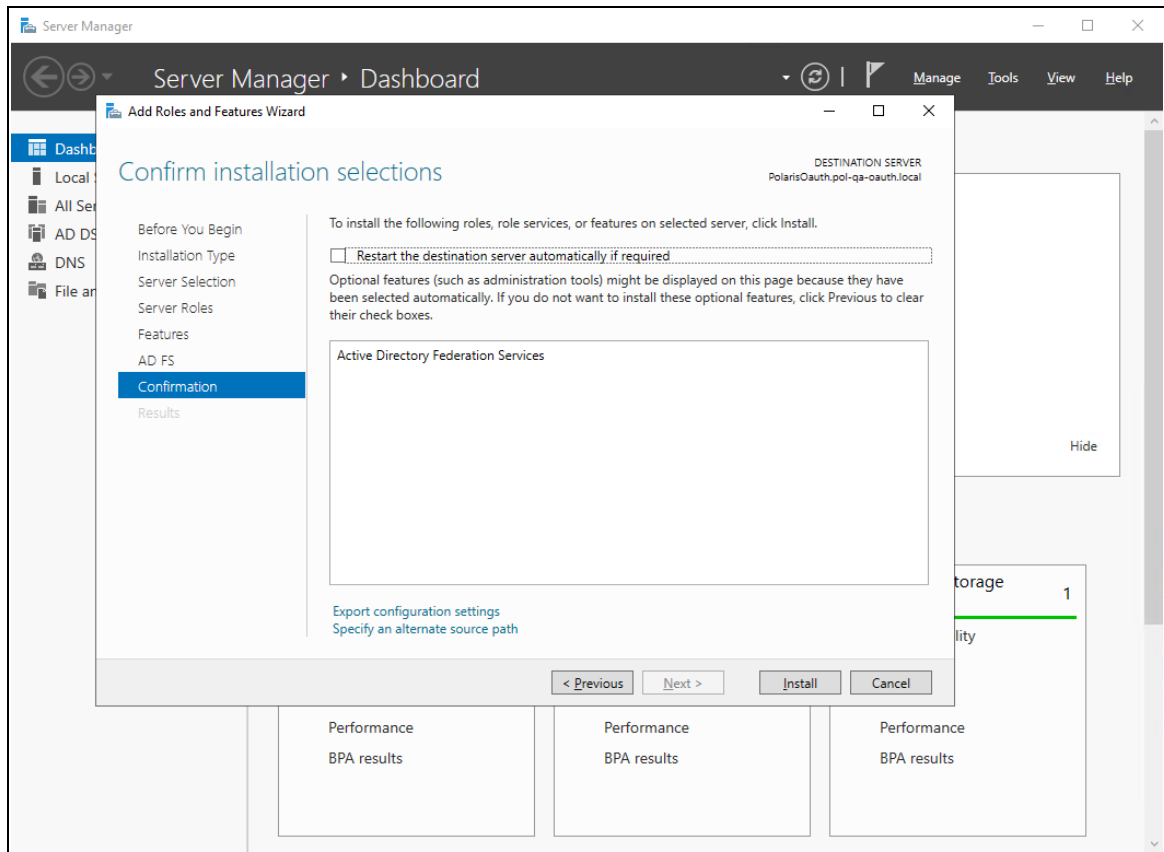 Server Manager
Server Manager • Dashboard
Manage
Tools
View
Help
Add Roles and Features Wizard
Confirm installation selections
DESTINATION SERVER
PolarisOauth.pol-qa-oauth.local
Dashb
Local
All Ser
AD DS
DNS
File an
Before You Begin
Installation Type
Server Selection
Server Roles
Features
AD FS
Confirmation
Results
To install the following roles, role services, or features on selected server, click Install.
Restart the destination server automatically if required
Optional features (such as administration tools) might be displayed on this page because they have
been selected automatically. If you do not want to install these optional features, click Previous to clear
their check boxes.
Active Directory Federation Services
Export configuration settings
Specify an alternate source path
< Previous
Next >
Install
Cancel
Hide
torage
1
lity
Performance
BPA results
Performance
BPA results
Performance
BPA results